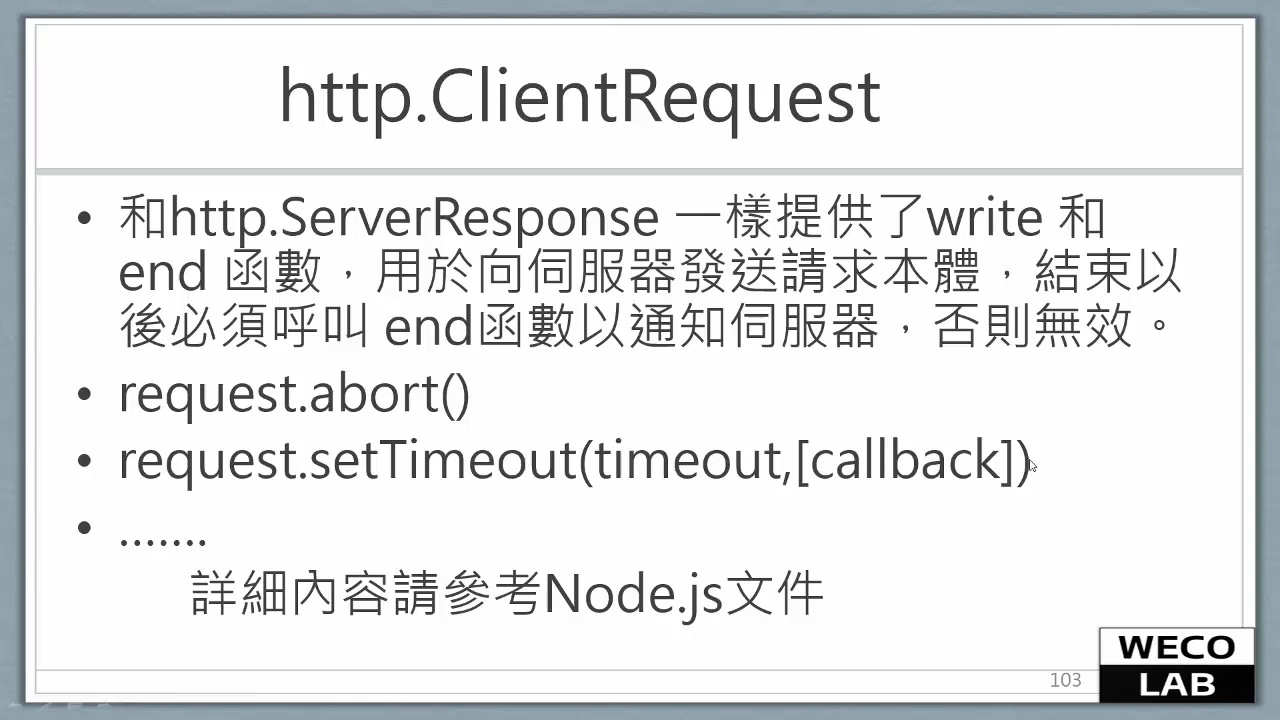 http.ClientRequest
• 和http.ServerResponse 一樣提供了write 和
end 函數，用於向伺服器發送請求本體，結束以
後必須呼叫 end函數以通知伺服器，否則無效。
• request.abort()
• request.setTimeout(timeout,[callback])
• .......
詳細內容請參考Node.js文件
103
WECO
LAB